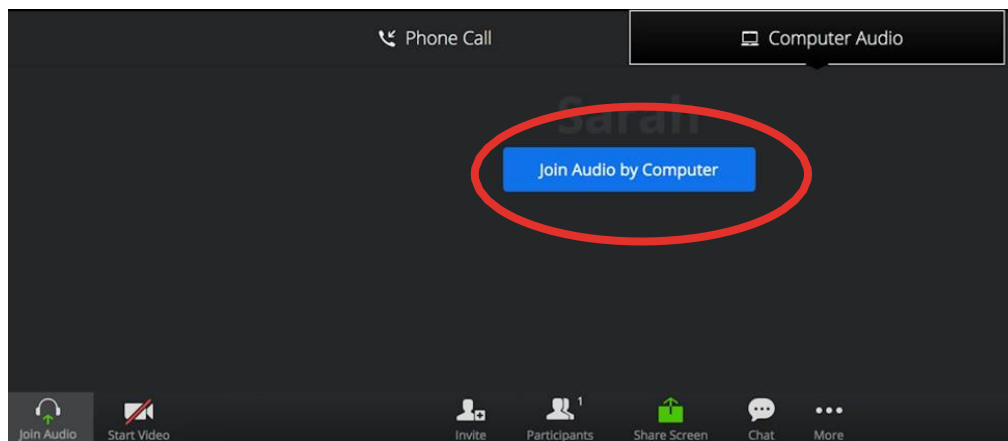 Phone Call
Computer Audio
Sarah
Join Audio by Computer
1
Join Audio
Start Video
Invite
Participants
Share Screen
Chat
More